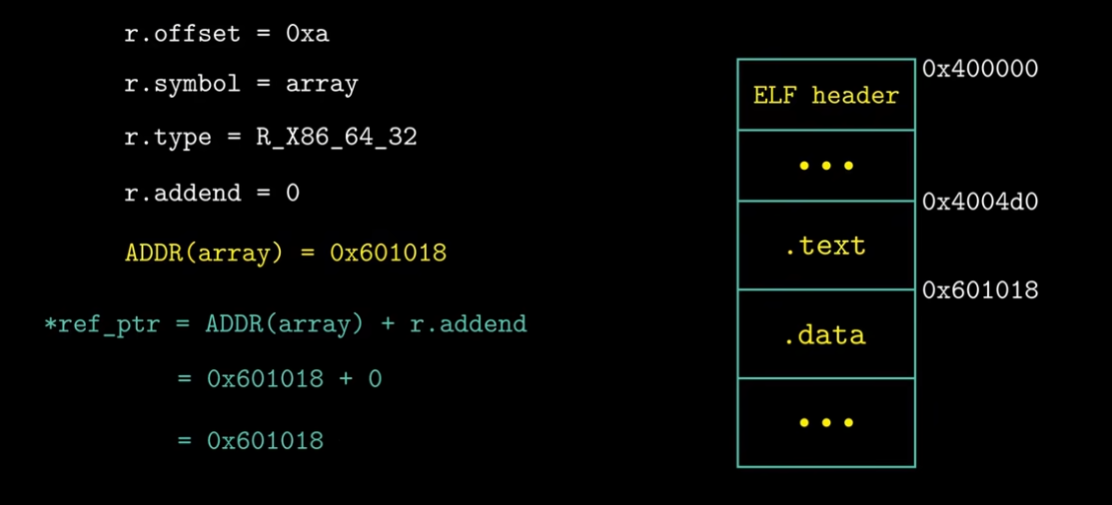 r.offset = 0xa
r.symbol = array
r.type = R_X86_64_32
r.addend = 0
ADDR(array) = 0x601018
*ref_ptr = ADDR(array) + r.addend
= 0x601018 + 0
= 0x601018
0x400000
ELF header
•••
0x4004d0
.text
0x601018
.data
•••